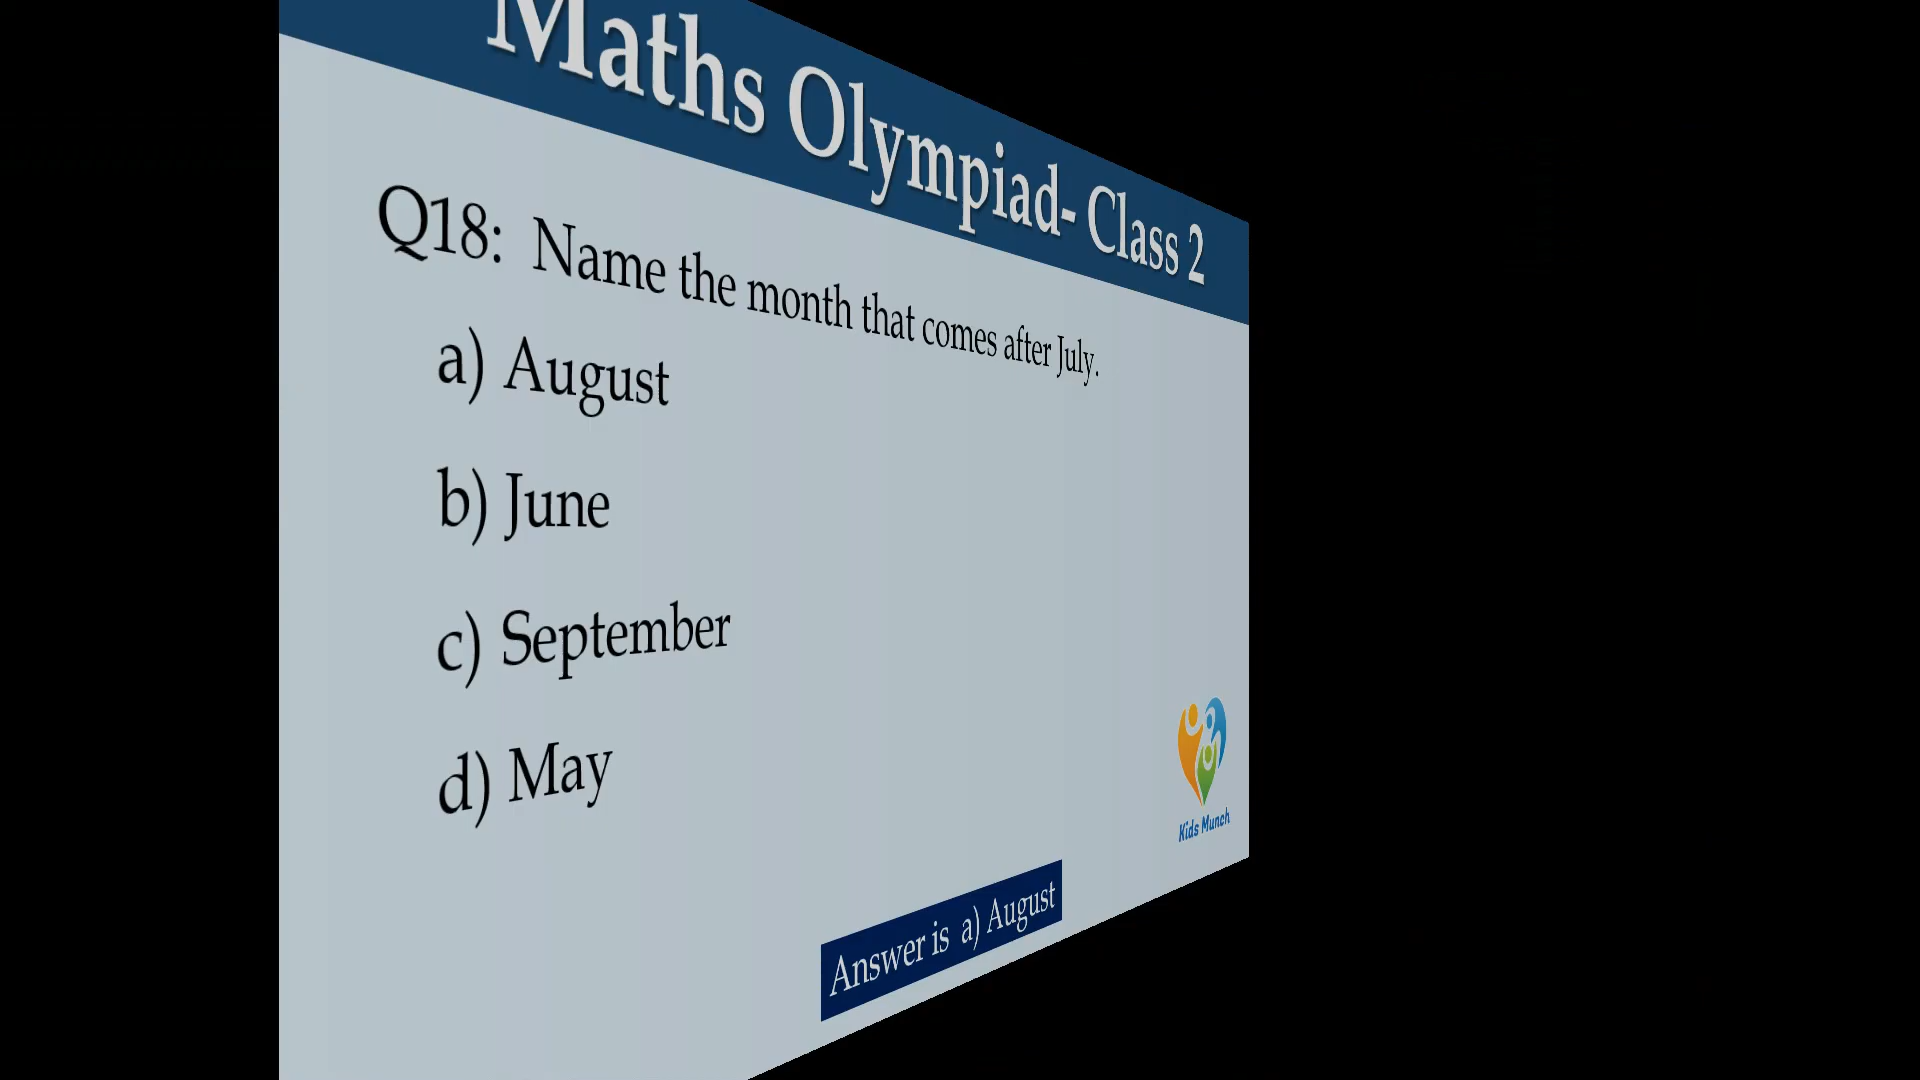 Maths Olympiad- Class 2
Q18: Name the month that comes after July.
a) August
b) June
c) September
d) May
Kids Munch
Answer is a) August